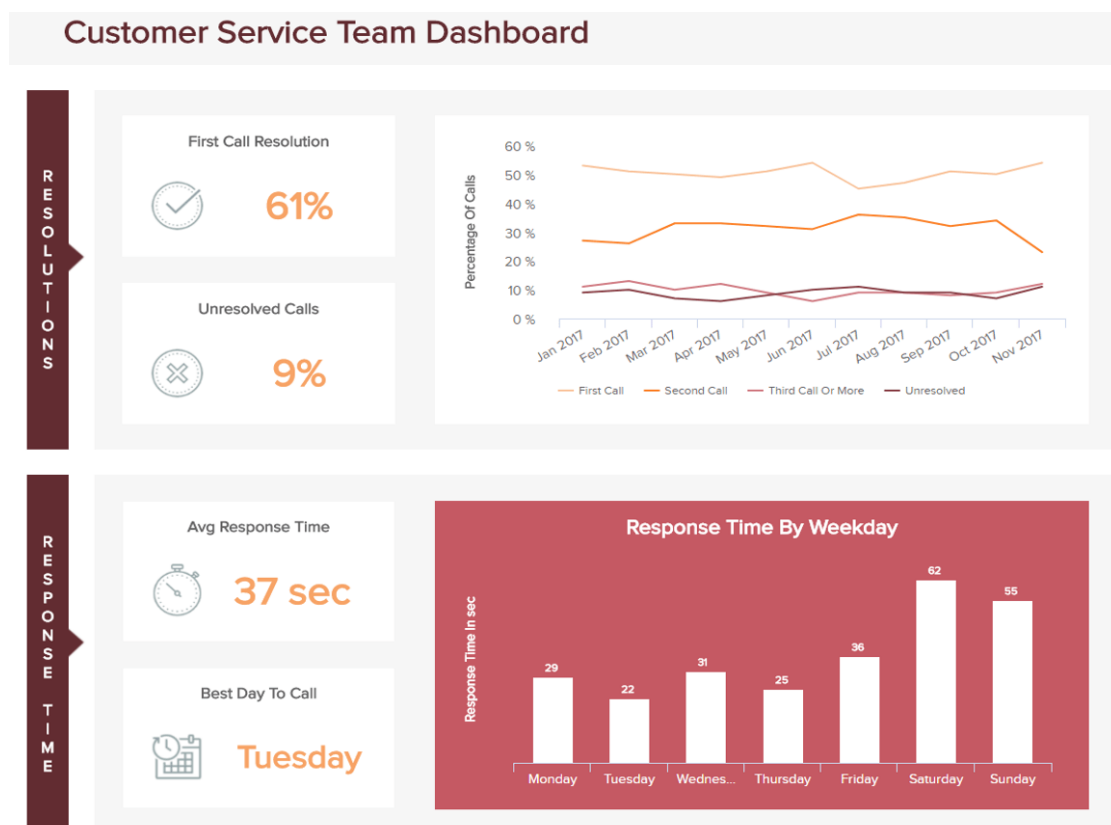 Customer Service Team Dashboard
RESOLUTIONS
First Call Resolution
61%
Unresolved Calls
9%
Percentage Of Calls
60 %
50 %
40 %
30 %
20 %
10 %
0 %
Jan 2017 Feb 2017 Mar 2017 Apr 2017 May 2017 Jun 2017 Jul 2017 Aug 2017 Sep 2017 Oct 2017 Nov 2017
First Call Second Call Third Call Or More Unresolved
RESPONSE TIME
Avg Response Time
37 sec
Best Day To Call
Tuesday
Response Time By Weekday
Response Time In sec
29 22 31 25 36 62 55
Monday Tuesday Wednes... Thursday Friday Saturday Sunday